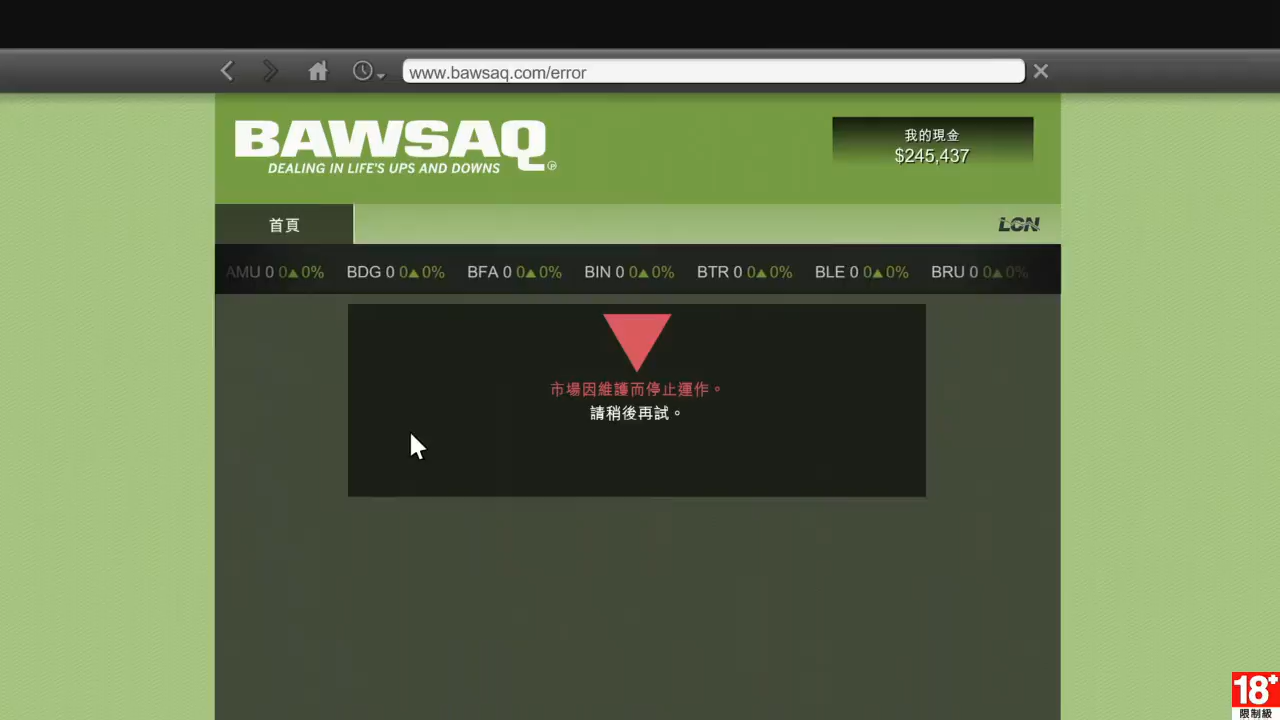 www.bawsaq.com/error
BAWSAQ
DEALING IN LIFE'S UPS AND DOWNS
我的現金
$245,437
首頁
LCN
AMU 0 0▲0% BDG 0 0▲0% BFA 0 0▲0% BIN 0 0▲0% BTR 0 0▲0% BLE 0 0▲0% BRU 0 0▲0%
市場因維護而停止運作。
請稍後再試。
18+
限制級